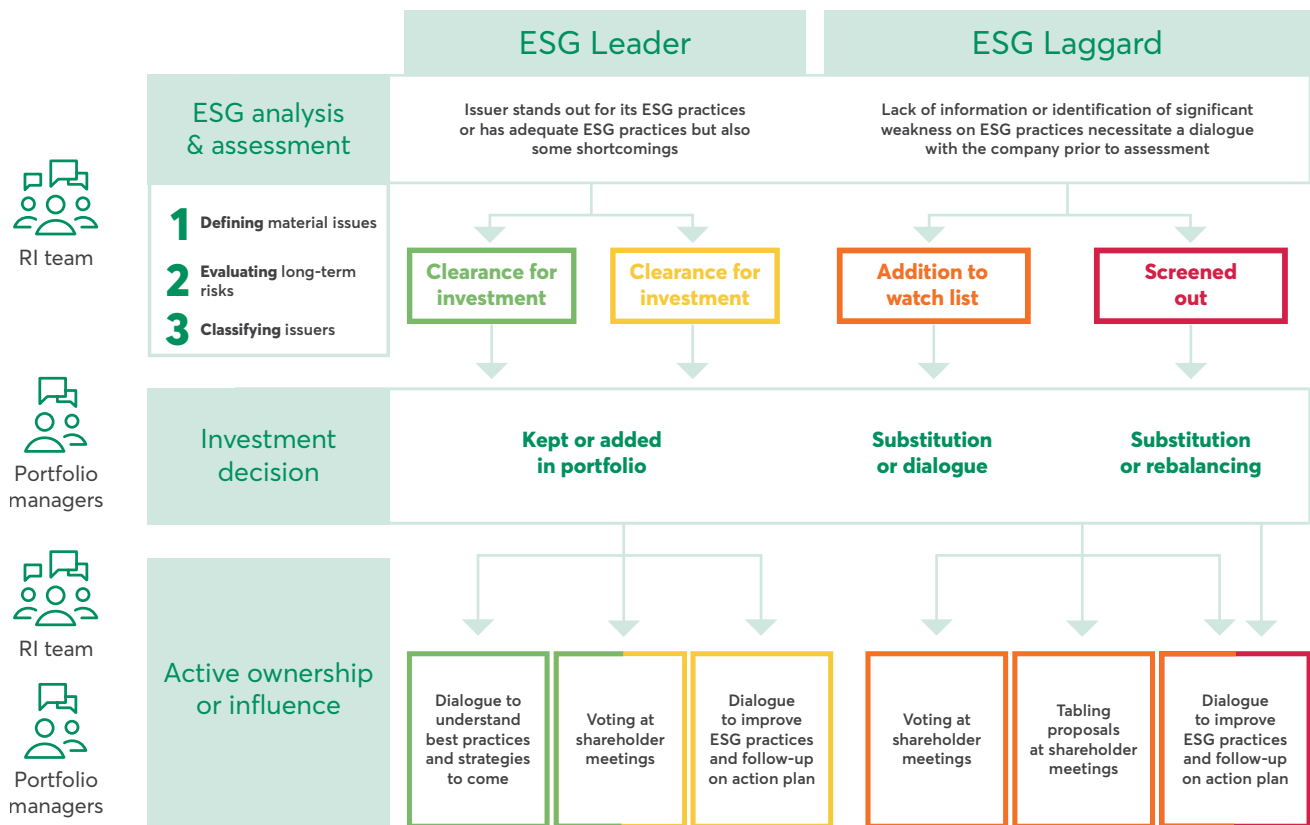 ESG Leader
ESG Laggard
ESG analysis
& assessment
Issuer stands out for its ESG practices
or has adequate ESG practices but also
some shortcomings
Lack of information or identification of significant
weakness on ESG practices necessitate a dialogue
with the company prior to assessment
RI team
1 Defining material issues
2 Evaluating long-term
risks
3 Classifying issuers
Clearance for
investment
Clearance for
investment
Addition to
watch list
Screened
out
Portfolio
managers
Investment
decision
Kept or added
in portfolio
Substitution
or dialogue
Substitution
or rebalancing
RI team
Portfolio
managers
Active ownership
or influence
Dialogue to
understand
best practices
and strategies
to come
Voting at
shareholder
meetings
Dialogue
to improve
ESG practices
and follow-up
on action plan
Voting at
shareholder
meetings
Tabling
proposals
at shareholder
meetings
Dialogue
to improve
ESG practices
and follow-up
on action plan